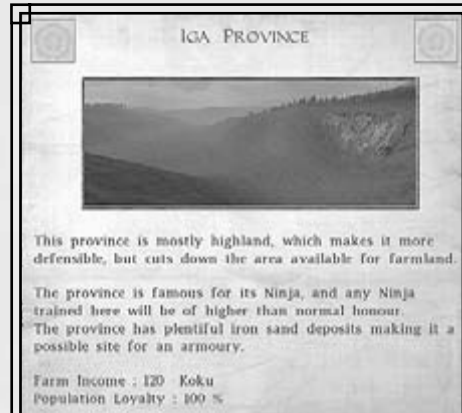 IGA PROVINCE
This province is mostly highland, which makes it more
defensible, but cuts down the area available for farmland.
The province is famous for its Ninja, and any Ninja
trained here will be of higher than normal honour.
The province has plentiful iron sand deposits making it a
possible site for an armoury.
Farm Income : 120 Koku
Population Loyalty : 100 %